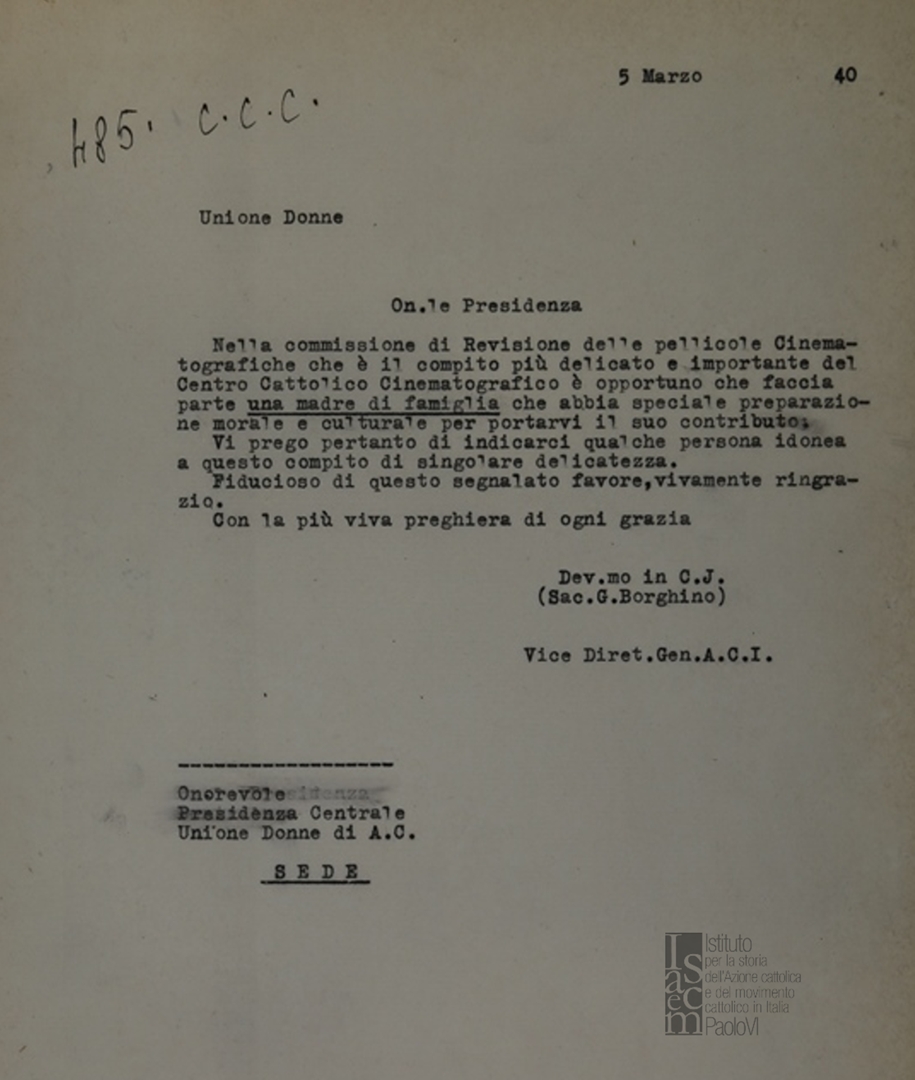 5 Marzo 40
485. C.C.C.
Unione Donne
On.le Presidenza
Nella commissione di Revisione delle pellicole Cinema-
tografiche che è il compito più delicato e importante del
Centro Cattolico Cinematografico è opportuno che faccia
parte una madre di famiglia che abbia speciale preparazio-
ne morale e culturale per portarvi il suo contributo.
Vi prego pertanto di indicarci qualche persona idonea
a questo compito di singolare delicatezza.
Fiducioso di questo segnalato favore,vivamente ringra-
zio.
Con la più viva preghiera di ogni grazia
Dev.mo in C.J.
(Sac.G.Borghino)
Vice Diret.Gen.A.C.I.
-------------------
Onorevole
Presidenza Centrale
Unione Donne di A.C.
S E D E
Isacem
Istituto
per la storia
dell'Azione cattolica
e del movimento
cattolico in Italia
PaoloVI